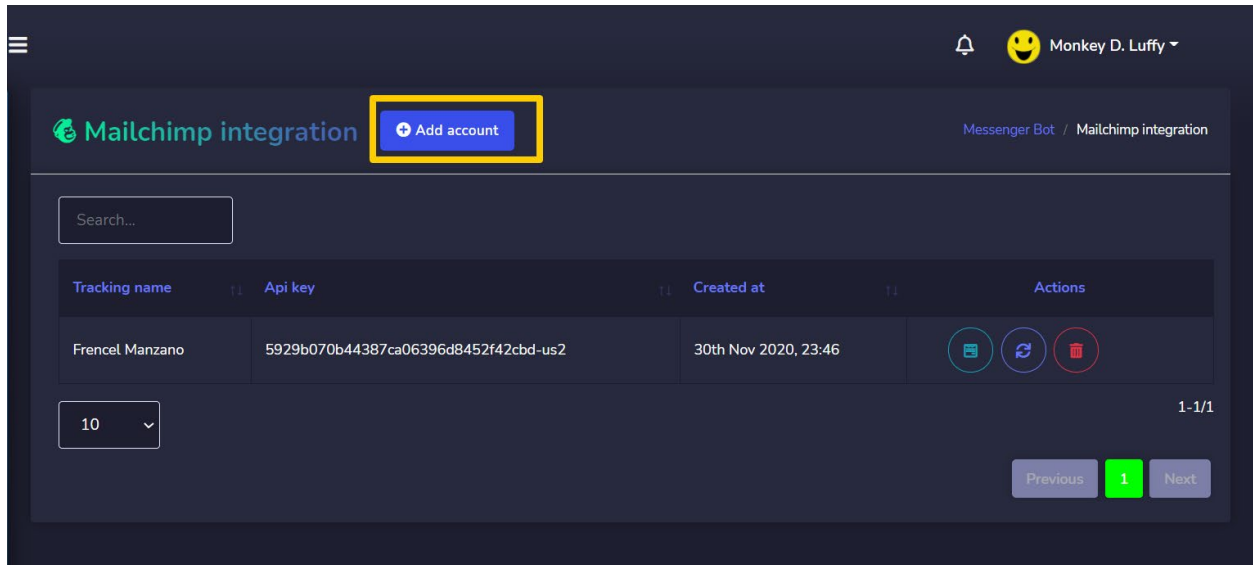 Monkey D. Luffy
Mailchimp integration
Add account
Messenger Bot / Mailchimp integration
Search...
Tracking name Api key Created at Actions
Frencel Manzano 5929b070b44387ca06396d8452f42cbd-us2 30th Nov 2020, 23:46
10
1-1/1
Previous 1 Next